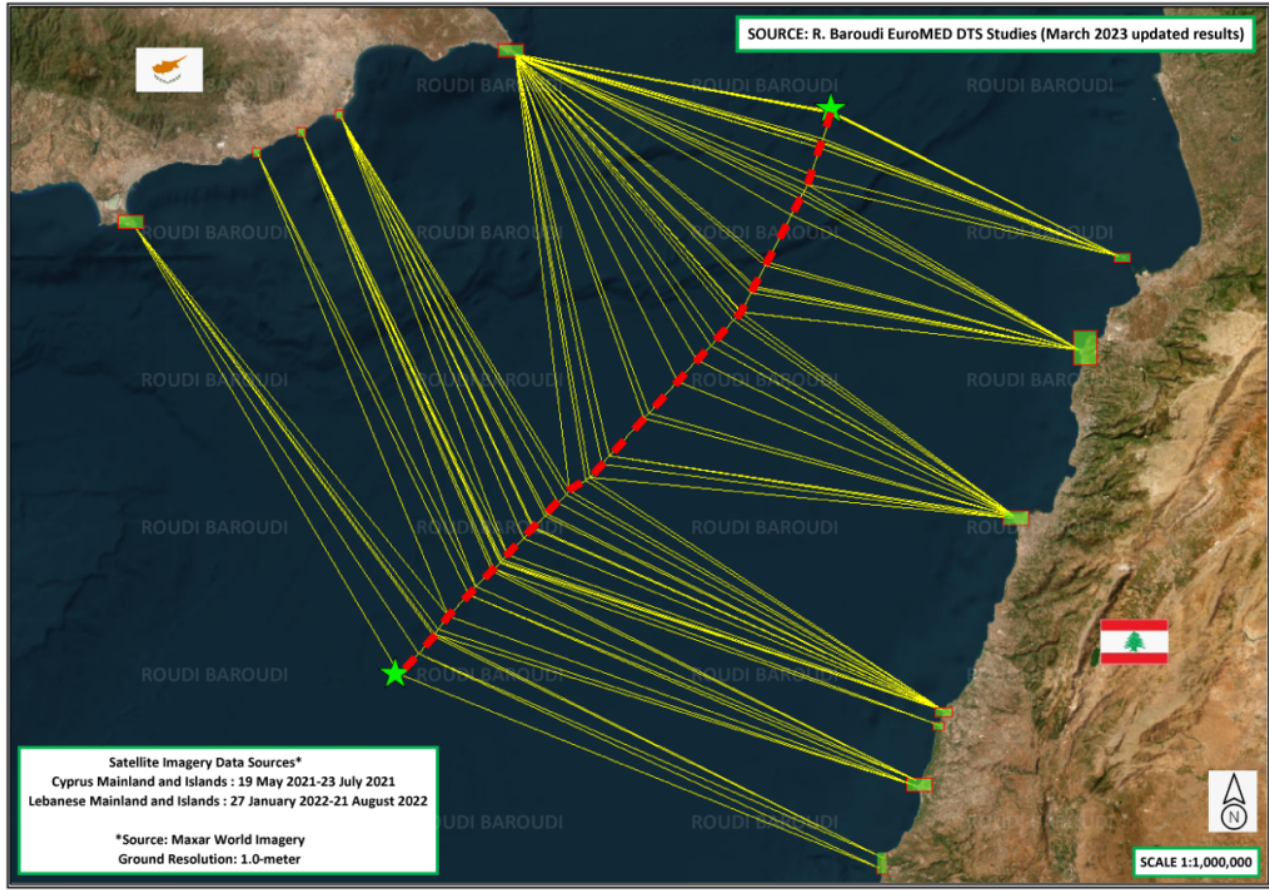 SOURCE: R. Baroudi EuroMED DTS Studies (March 2023 updated results)
ROUDI BAROUDI ROUDI BAROUDI ROUDI BAROUDI
ROUDI BAROUDI ROUDI BAROUDI ROUDI BAROUDI ROUDI BAROUDI
ROUDI BAROUDI ROUDI BAROUDI ROUDI BAROUDI ROUDI BAROUDI
ROUDI BAROUDI ROUDI BAROUDI ROUDI BAROUDI
ROUDI BAROUDI ROUDI BAROUDI ROUDI BAROUDI
BAROUDI ROUDI BAROUDI
Satellite Imagery Data Sources*
Cyprus Mainland and Islands : 19 May 2021-23 July 2021
Lebanese Mainland and Islands : 27 January 2022-21 August 2022
*Source: Maxar World Imagery
Ground Resolution: 1.0-meter
N
SCALE 1:1,000,000